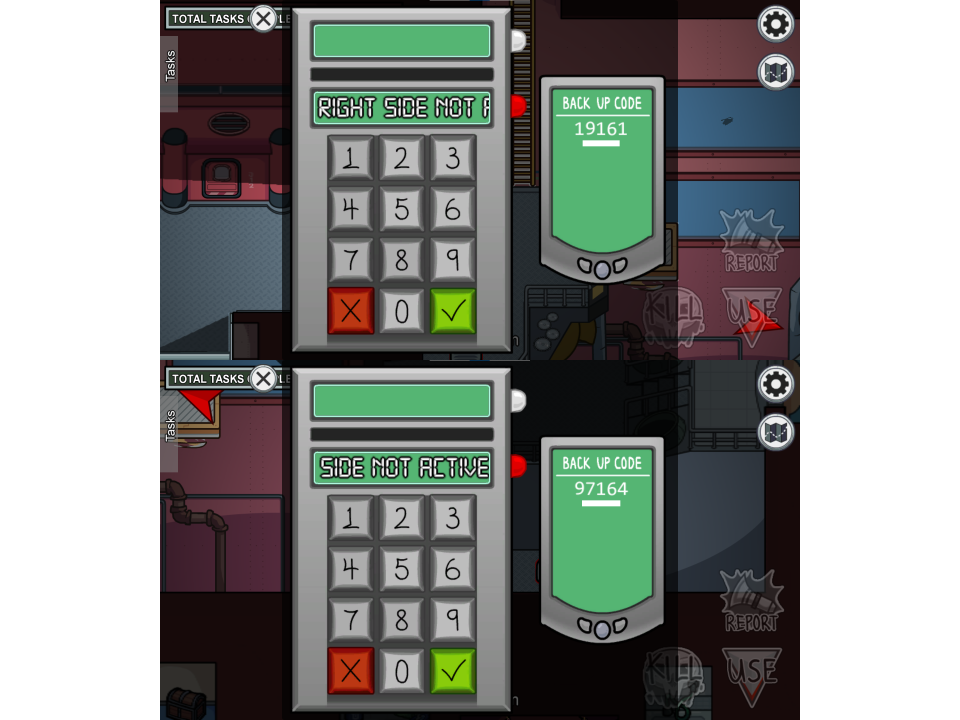 TOTAL TASKS
Tasks
RIGHT SIDE NOT
1 2 3
4 5 6
7 8 9
X 0
BACK UP CODE
19161
REPORT
KILL USE
TOTAL TASKS
Tasks
SIDE NOT ACTIVE
1 2 3
4 5 6
7 8 9
X 0
BACK UP CODE
97164
REPORT
KILL USE